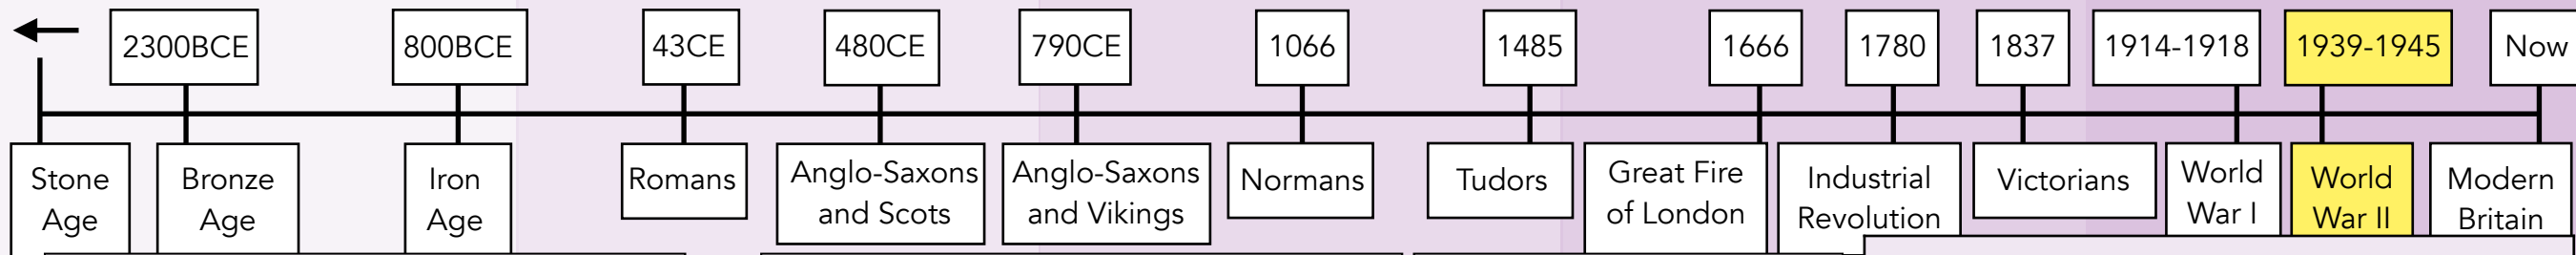 2300BCE
800BCE
43CE
480CE
790CE
1066
1485
1666
1780
1837
1914-1918
1939-1945
Now
Stone
Age
Bronze
Age
Iron
Age
Romans
Anglo-Saxons
and Scots
Anglo-Saxons
and Vikings
Normans
Tudors
Great Fire
of London
Industrial
Revolution
Victorians
World
War I
World
War II
Modern
Britain